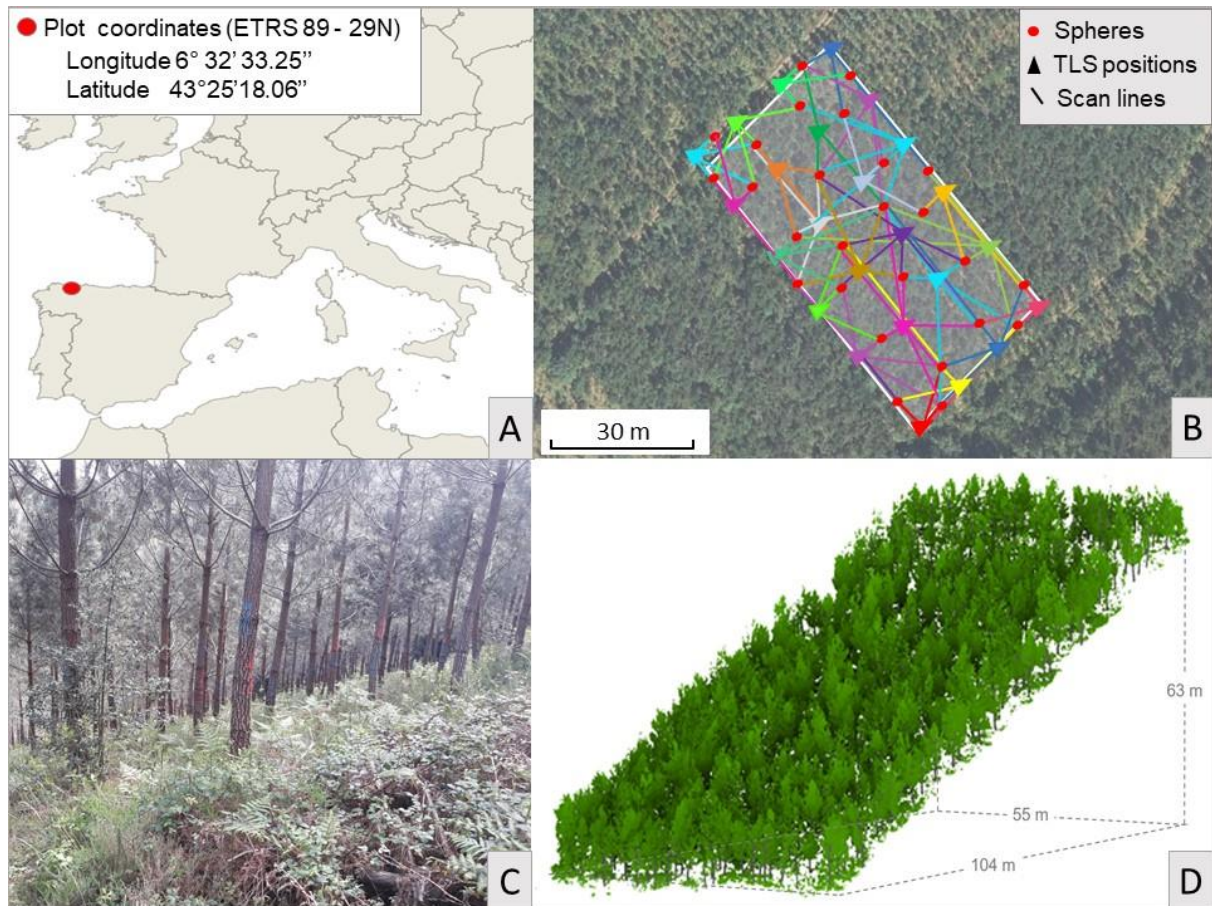 Plot coordinates (ETRS 89 - 29N)
Longitude 6° 32’ 33.25’’
Latitude 43°25’18.06’’
A
Spheres
TLS positions
Scan lines
30 m
B
C
63 m
55 m
104 m
D